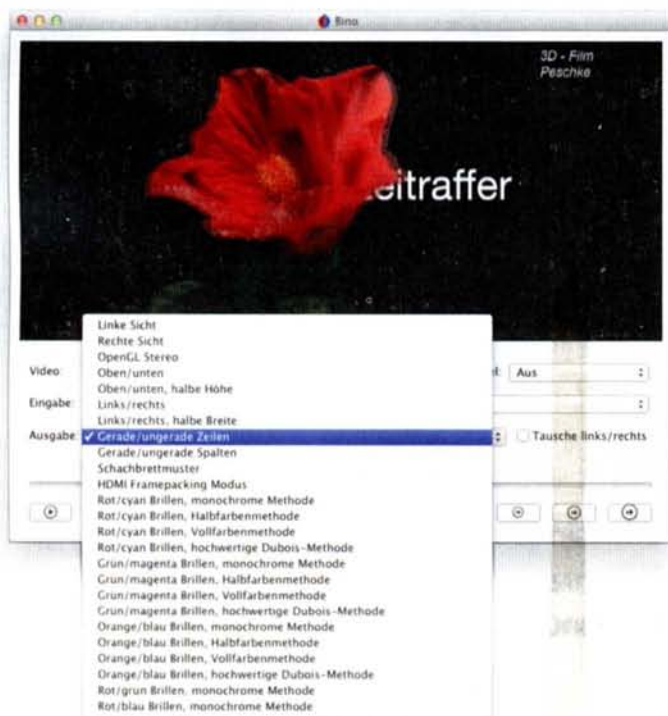 Bino
3D - Film
Peschke
eitraffer
Linke Sicht
Rechte Sicht
OpenGL Stereo
Video
Oben/unten
el: Aus
Oben/unten, halbe Höhe
Eingabe:
Links/rechts
Links/rechts, halbe Breite
Ausgabe:
✓ Gerade/ungerade Zeilen
Tausche links/rechts
Gerade/ungerade Spalten
Schachbrettmuster
HDMI Framepacking Modus
Rot/cyan Brillen, monochrome Methode
Rot/cyan Brillen, Halbfarbenmethode
Rot/cyan Brillen, Vollfarbenmethode
Rot/cyan Brillen, hochwertige Dubois-Methode
Grün/magenta Brillen, monochrome Methode
Grün/magenta Brillen, Halbfarbenmethode
Grün/magenta Brillen, Vollfarbenmethode
Grün/magenta Brillen, hochwertige Dubois-Methode
Orange/blau Brillen, monochrome Methode
Orange/blau Brillen, Halbfarbenmethode
Orange/blau Brillen, Vollfarbenmethode
Orange/blau Brillen, hochwertige Dubois-Methode
Rot/grün Brillen, monochrome Methode
Rot/blau Brillen, monochrome Methode